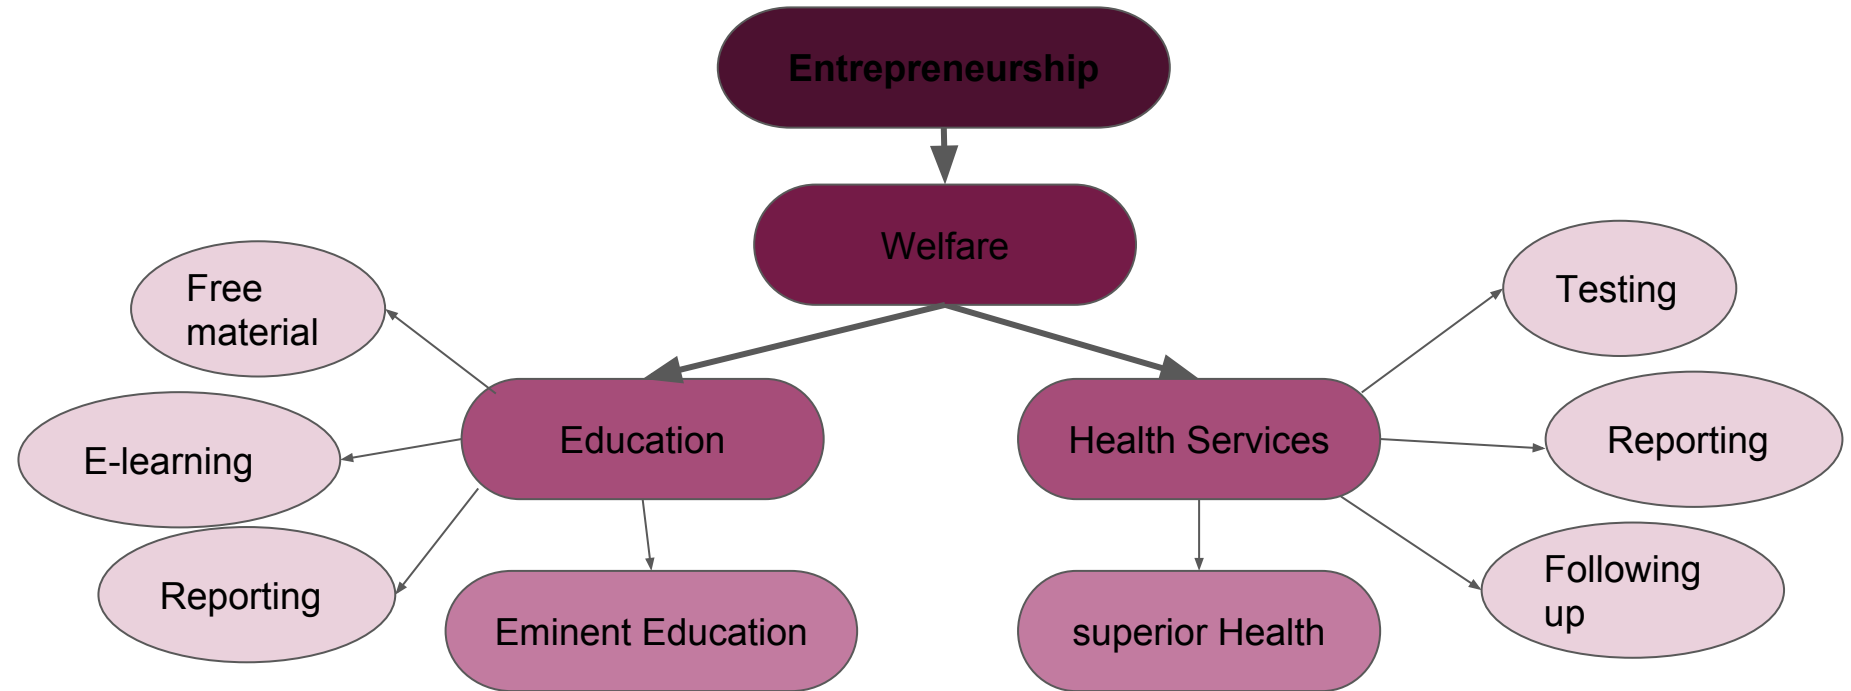 Entrepreneurship
Welfare
Free
material
Testing
E-learning
Education
Health Services
Reporting
Reporting
Eminent Education
superior Health
Following
up